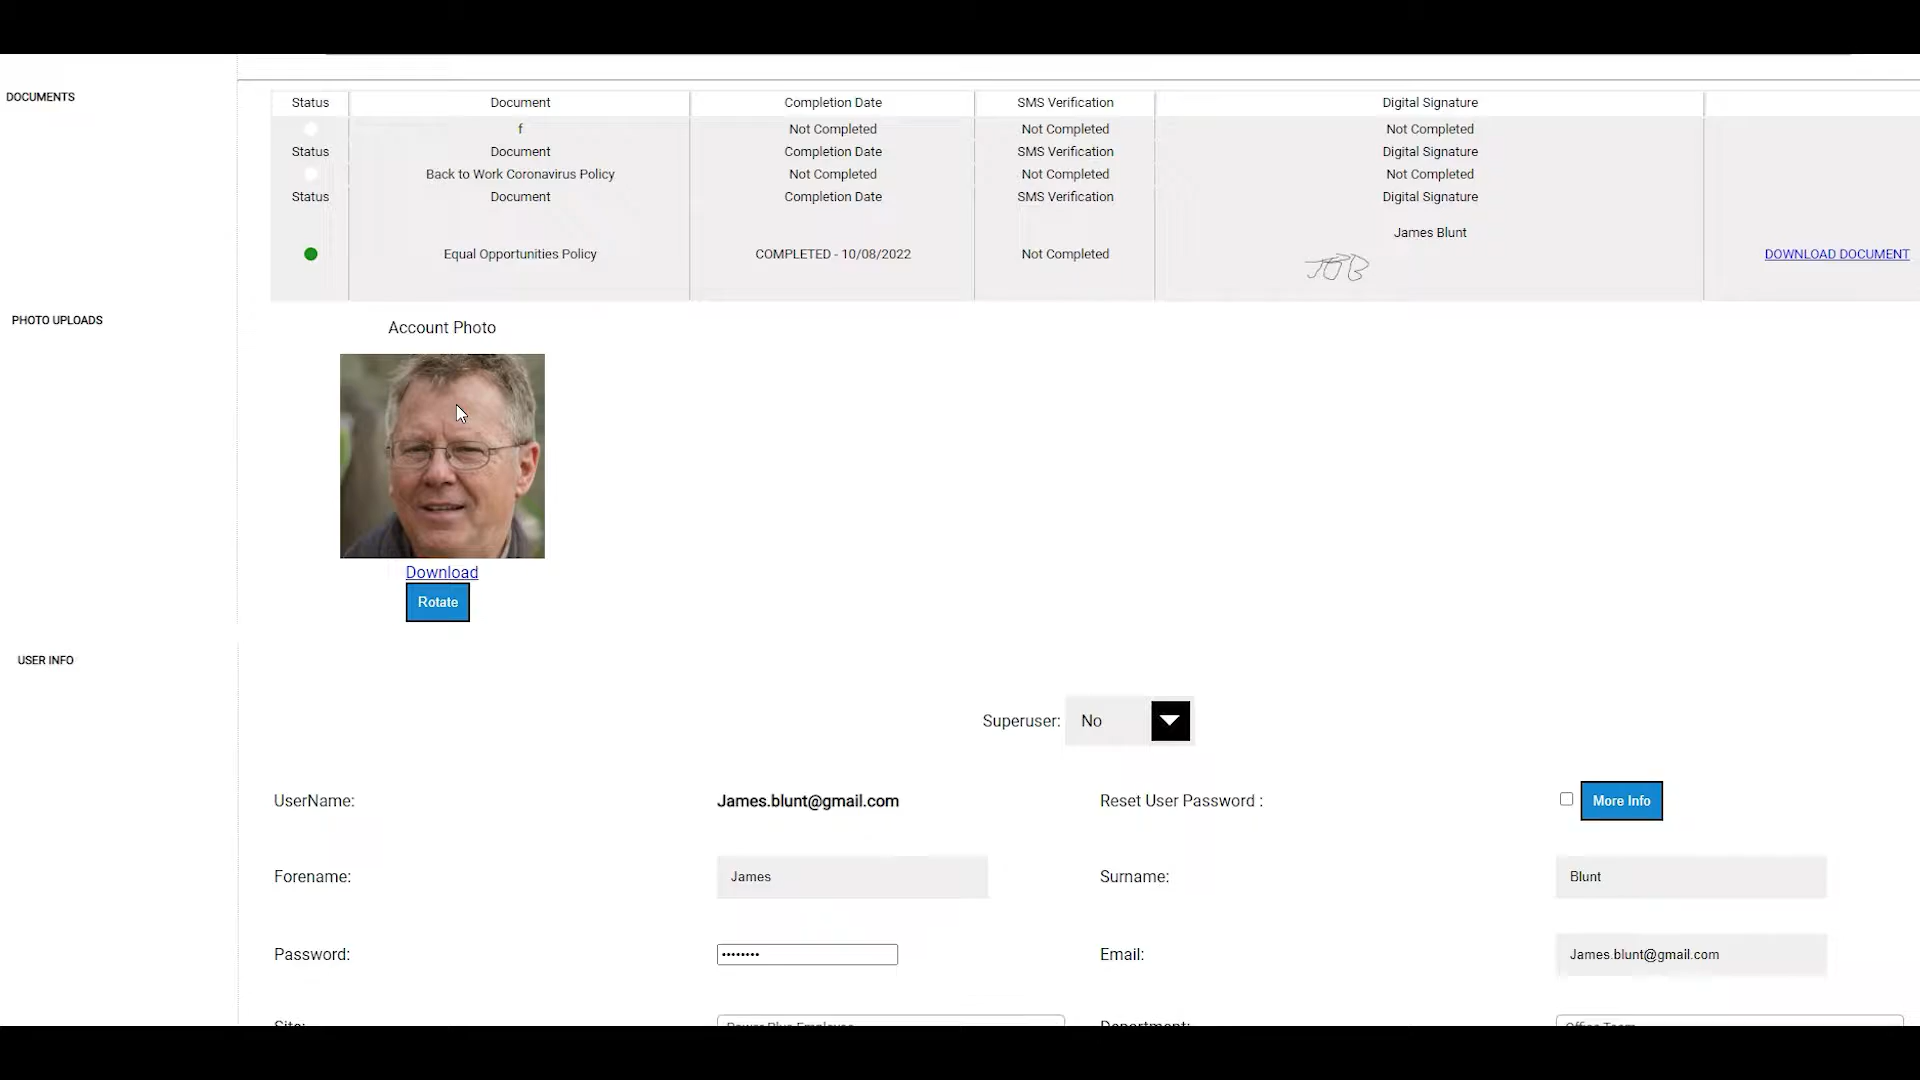 DOCUMENTS
Status Document Completion Date SMS Verification Digital Signature
f Not Completed Not Completed Not Completed
Status Document Completion Date SMS Verification Digital Signature
Back to Work Coronavirus Policy Not Completed Not Completed Not Completed
Status Document Completion Date SMS Verification Digital Signature
James Blunt
Equal Opportunities Policy COMPLETED - 10/08/2022 Not Completed JOB DOWNLOAD DOCUMENT
PHOTO UPLOADS
Account Photo
Download
Rotate
USER INFO
Superuser: No
UserName: James.blunt@gmail.com Reset User Password : More Info
Forename: James Surname: Blunt
Password: •••••••• Email: James.blunt@gmail.com